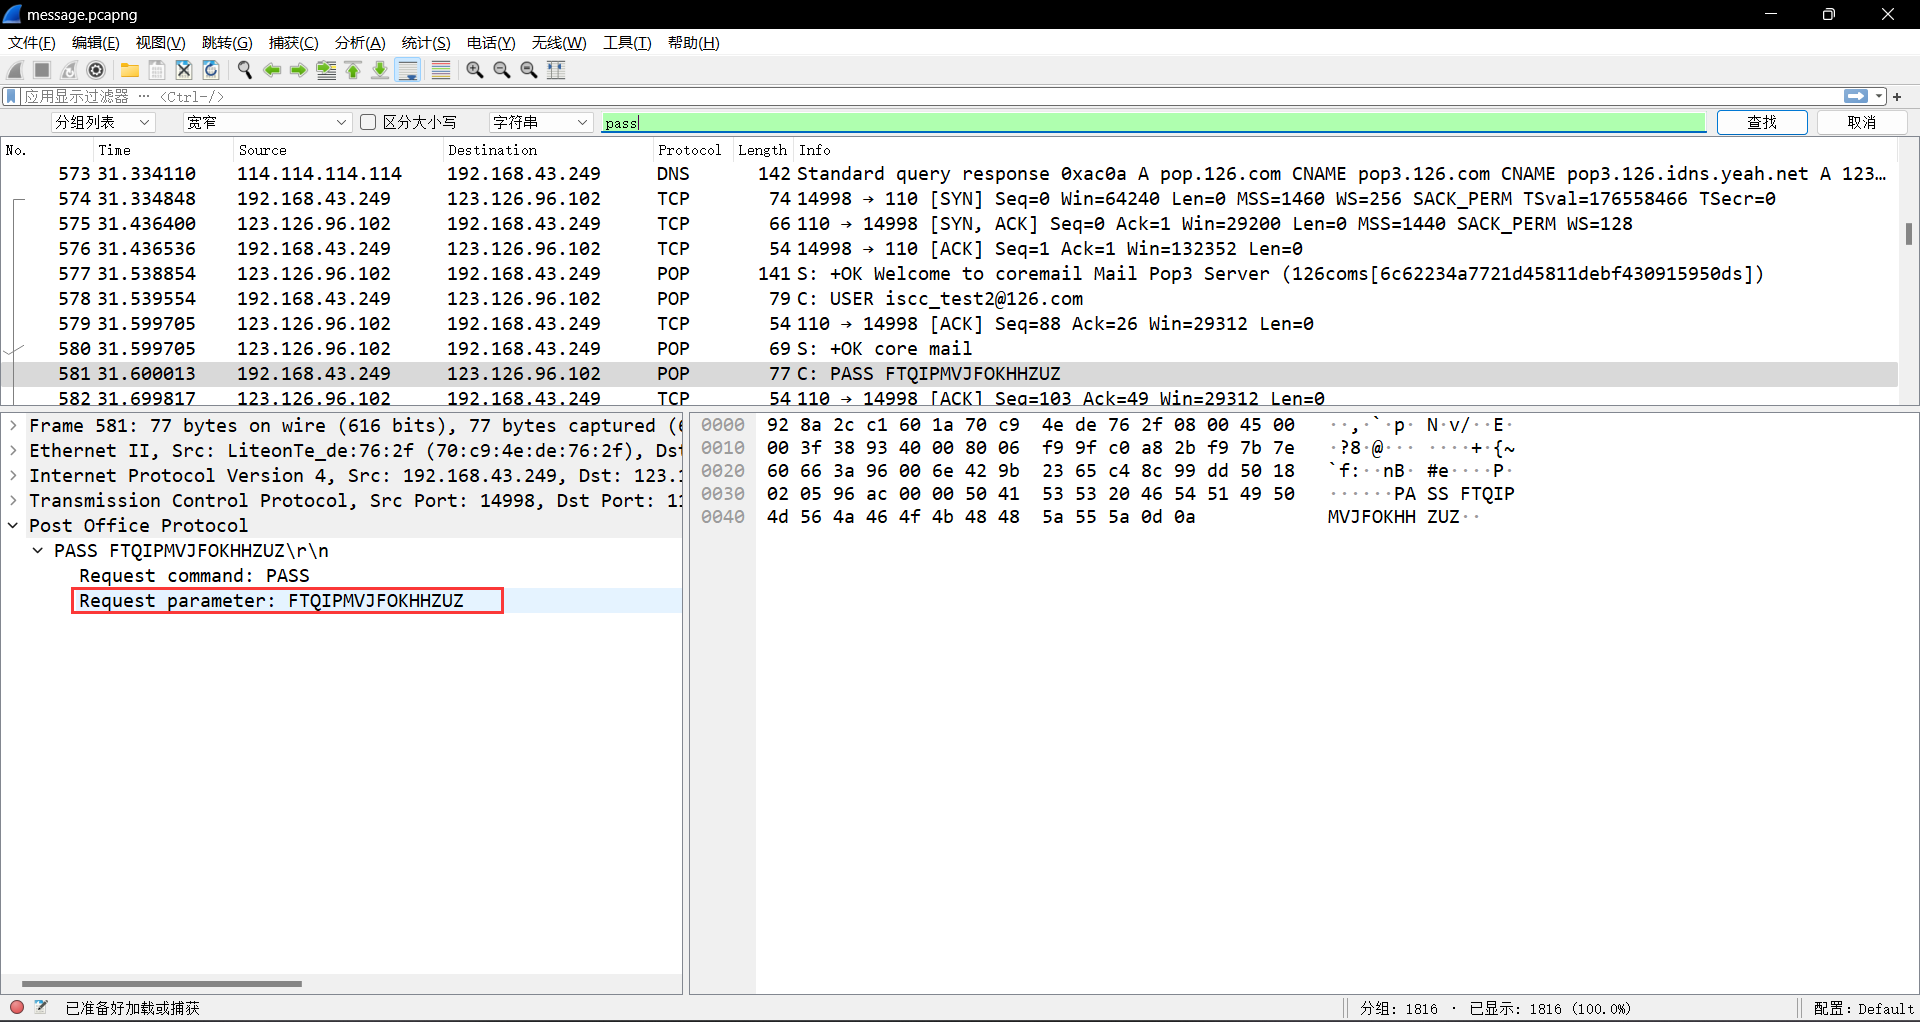 message.pcapng
文件(F) 编辑(E) 视图(V) 跳转(G) 捕获(C) 分析(A) 统计(S) 电话(Y) 无线(W) 工具(T) 帮助(H)
应用显示过滤器 … <Ctrl-/>
分组列表 宽窄 区分大小写 字符串 pass 查找 取消
No. Time Source Destination Protocol Length Info
573 31.334110 114.114.114.114 192.168.43.249 DNS 142 Standard query response 0xac0a A pop.126.com CNAME pop3.126.com CNAME pop3.126.idns.yeah.net A 123…
574 31.334848 192.168.43.249 123.126.96.102 TCP 74 14998 → 110 [SYN] Seq=0 Win=64240 Len=0 MSS=1460 WS=256 SACK_PERM TSval=176558466 TSecr=0
575 31.436400 123.126.96.102 192.168.43.249 TCP 66 110 → 14998 [SYN, ACK] Seq=0 Ack=1 Win=29200 Len=0 MSS=1440 SACK_PERM WS=128
576 31.436536 192.168.43.249 123.126.96.102 TCP 54 14998 → 110 [ACK] Seq=1 Ack=1 Win=132352 Len=0
577 31.538854 123.126.96.102 192.168.43.249 POP 141 S: +OK Welcome to coremail Mail Pop3 Server (126coms[6c62234a7721d45811debf430915950ds])
578 31.539554 192.168.43.249 123.126.96.102 POP 79 C: USER iscc_test2@126.com
579 31.599705 123.126.96.102 192.168.43.249 TCP 54 110 → 14998 [ACK] Seq=88 Ack=26 Win=29312 Len=0
580 31.599705 123.126.96.102 192.168.43.249 POP 69 S: +OK core mail
581 31.600013 192.168.43.249 123.126.96.102 POP 77 C: PASS FTQIPMVJFOKHHZUZ
582 31.699817 123.126.96.102 192.168.43.249 TCP 54 110 → 14998 [ACK] Seq=103 Ack=49 Win=29312 Len=0
Frame 581: 77 bytes on wire (616 bits), 77 bytes captured (6
Ethernet II, Src: LiteonTe_de:76:2f (70:c9:4e:de:76:2f), Dst
Internet Protocol Version 4, Src: 192.168.43.249, Dst: 123.1
Transmission Control Protocol, Src Port: 14998, Dst Port: 11
Post Office Protocol
PASS FTQIPMVJFOKHHZUZ\r\n
Request command: PASS
Request parameter: FTQIPMVJFOKHHZUZ
0000 92 8a 2c c1 60 1a 70 c9 4e de 76 2f 08 00 45 00 ··,·`·p· N·v/··E·
0010 00 3f 38 93 40 00 80 06 f9 9f c0 a8 2b f9 7b 7e ·?8·@··· ····+·{~
0020 60 66 3a 96 00 6e 42 9b 23 65 c4 8c 99 dd 50 18 `f:··nB· #e····P·
0030 02 05 96 ac 00 00 50 41 53 53 20 46 54 51 49 50 ······PA SS FTQIP
0040 4d 56 4a 46 4f 4b 48 48 5a 55 5a 0d 0a MVJFOKHH ZUZ··
已准备好加载或捕获 分组: 1816 · 已显示: 1816 (100.0%) 配置: Default